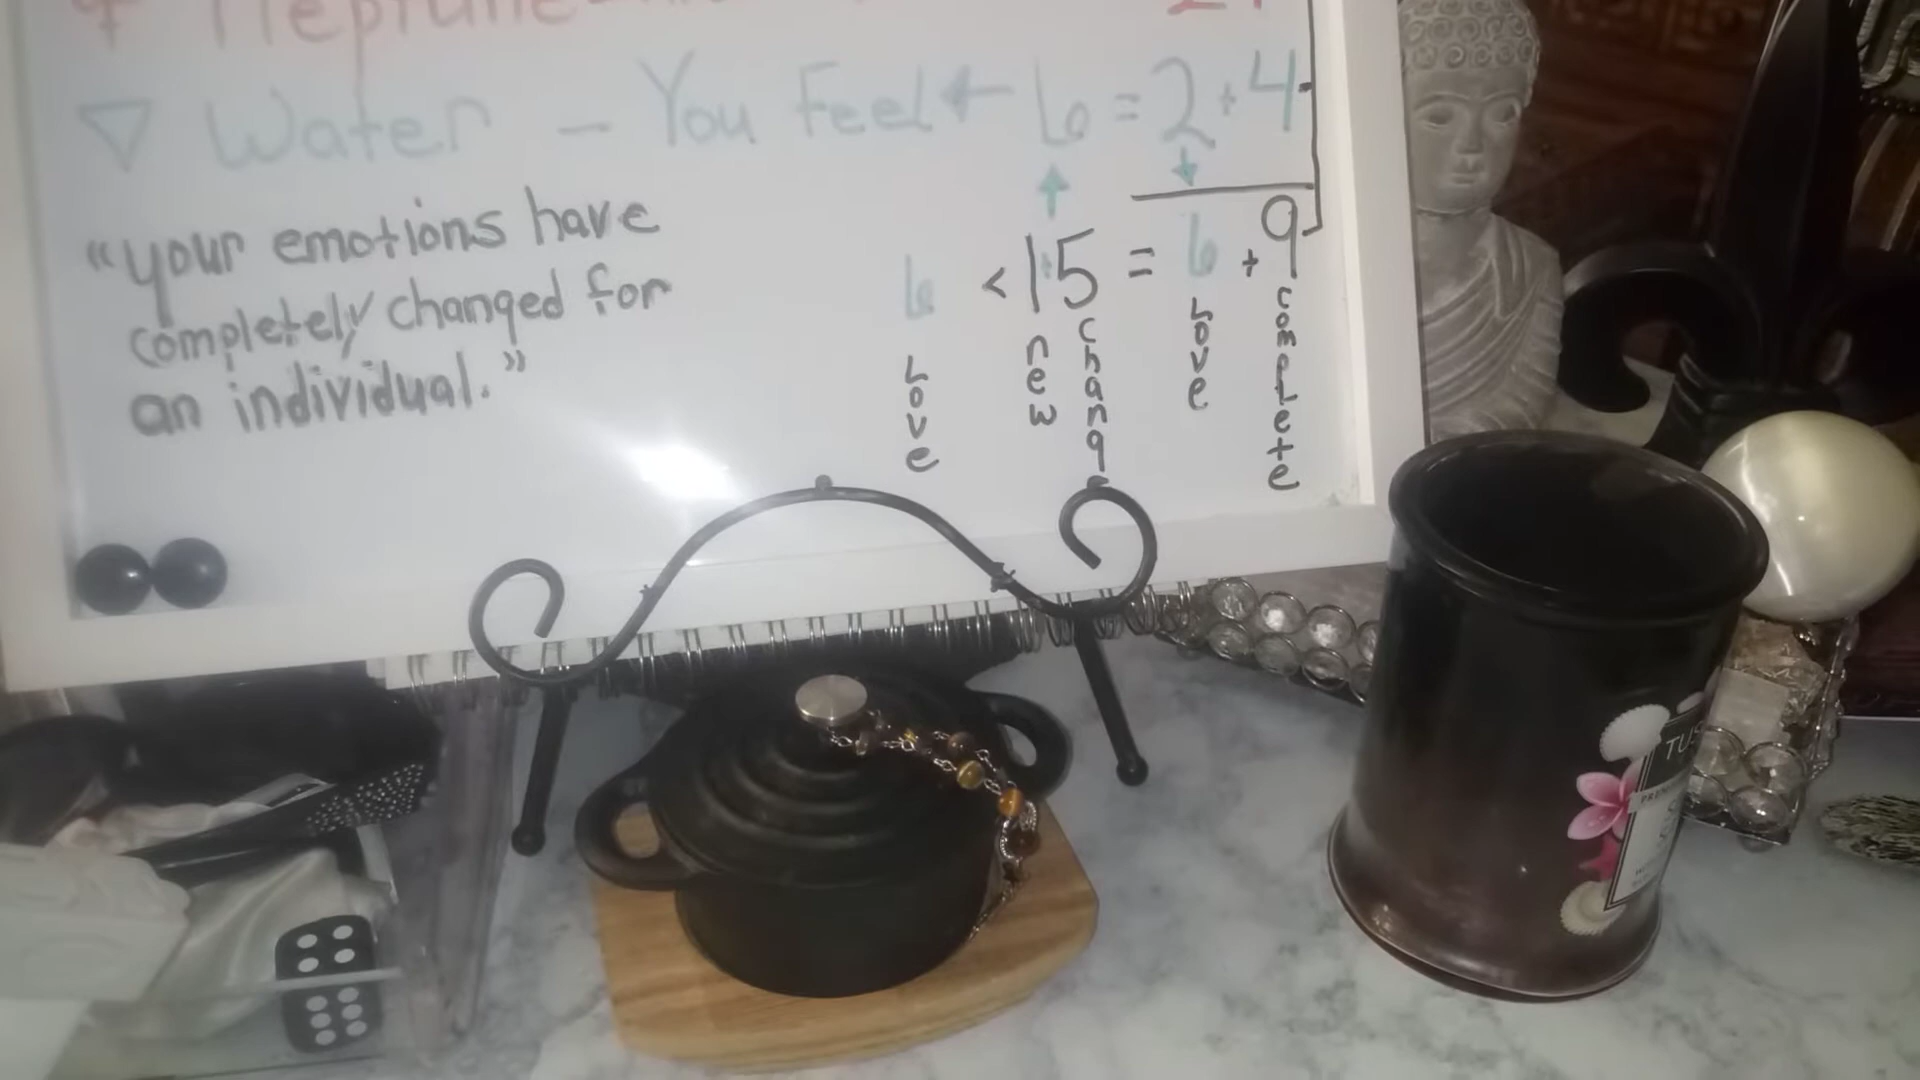 Neptune
▽ Water – You Feel ← 6 = 2 + 4
"your emotions have
completely changed for
an individual."
6 < 15 = 6 + 9
Love
new
change
Love
complete
TUS